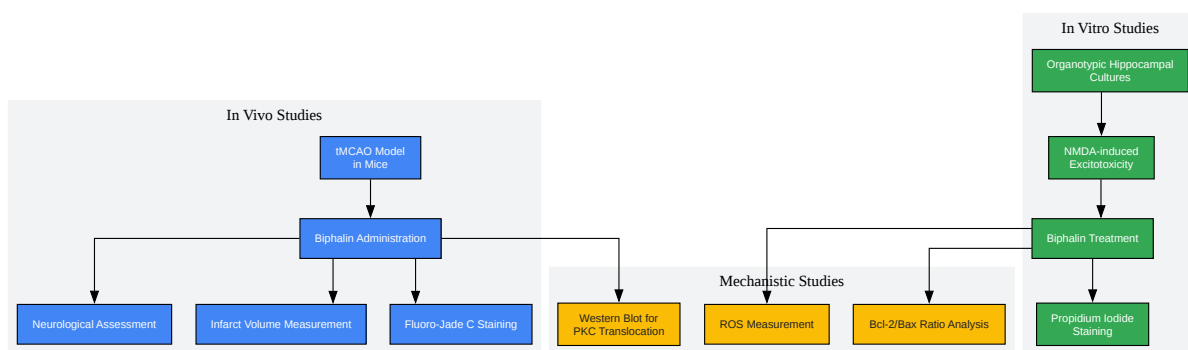 In Vitro Studies
Organotypic Hippocampal
Cultures
In Vivo Studies
tMCAO Model
in Mice
NMDA-induced
Excitotoxicity
Biphalin Administration
Biphalin Treatment
Mechanistic Studies
Neurological Assessment
Infarct Volume Measurement
Fluoro-Jade C Staining
Western Blot for
PKC Translocation
ROS Measurement
Bcl-2/Bax Ratio Analysis
Propidium Iodide
Staining